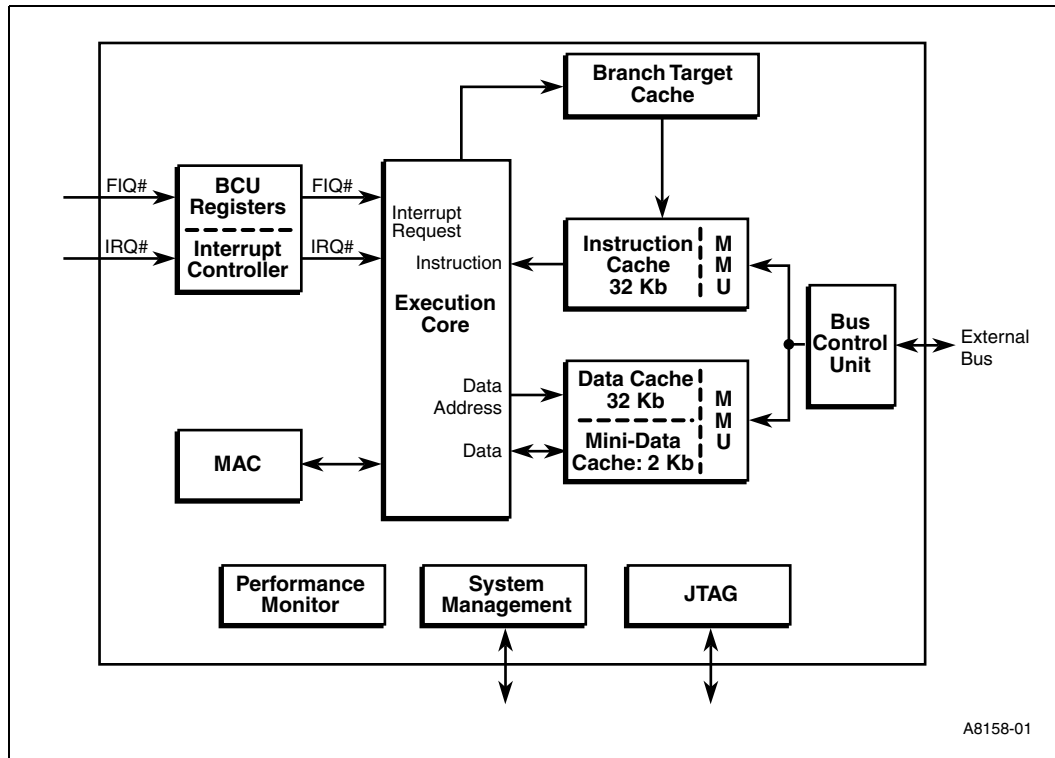 Branch Target
Cache
FIQ#
BCU
Registers
FIQ#
IRQ#
Interrupt
Controller
IRQ#
Interrupt
Request
Instruction
Execution
Core
Data
Address
Data
Instruction
Cache
32 Kb
M
M
U
Data Cache
32 Kb
Mini-Data
Cache: 2 Kb
M
M
U
Bus
Control
Unit
External
Bus
MAC
Performance
Monitor
System
Management
JTAG
A8158-01